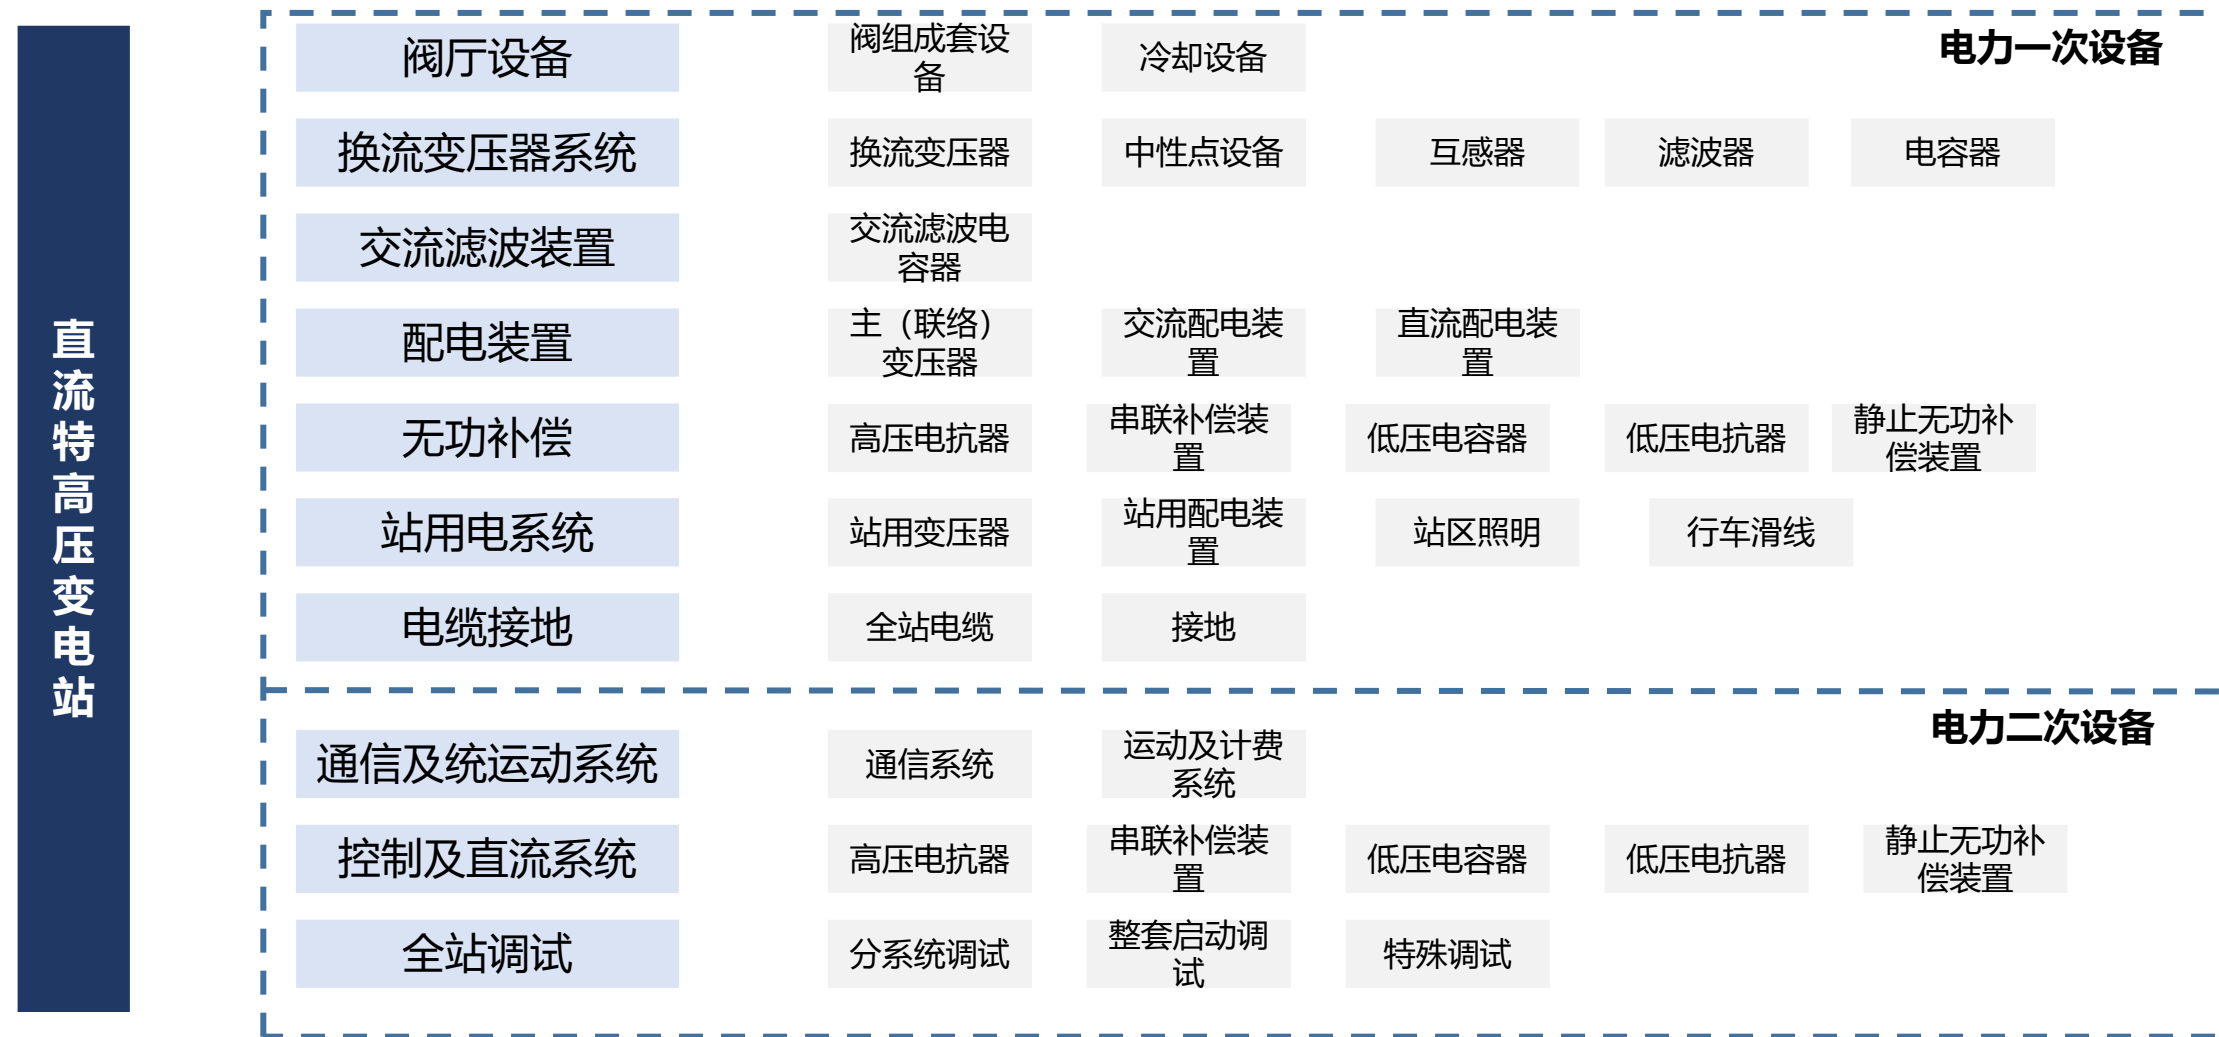 直
流
特
高
压
变
电
站
电力一次设备
阀厅设备
阀组成套设
备
冷却设备
换流变压器系统
换流变压器
中性点设备
互感器
滤波器
电容器
交流滤波装置
交流滤波电
容器
配电装置
主（联络）
变压器
交流配电装
置
直流配电装
置
无功补偿
高压电抗器
串联补偿装
置
低压电容器
低压电抗器
静止无功补
偿装置
站用电系统
站用变压器
站用配电装
置
站区照明
行车滑线
电缆接地
全站电缆
接地
电力二次设备
通信及统运动系统
通信系统
运动及计费
系统
控制及直流系统
高压电抗器
串联补偿装
置
低压电容器
低压电抗器
静止无功补
偿装置
全站调试
分系统调试
整套启动调
试
特殊调试